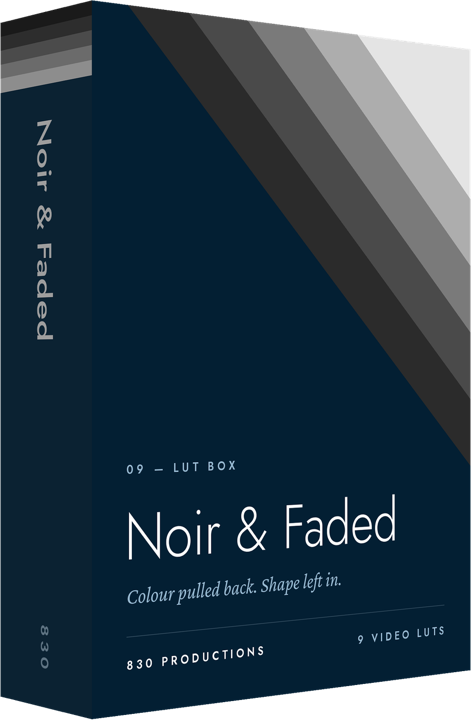 Noir & Faded
830
09 — LUT BOX
Noir & Faded
Colour pulled back. Shape left in.
830 PRODUCTIONS
9 VIDEO LUTS